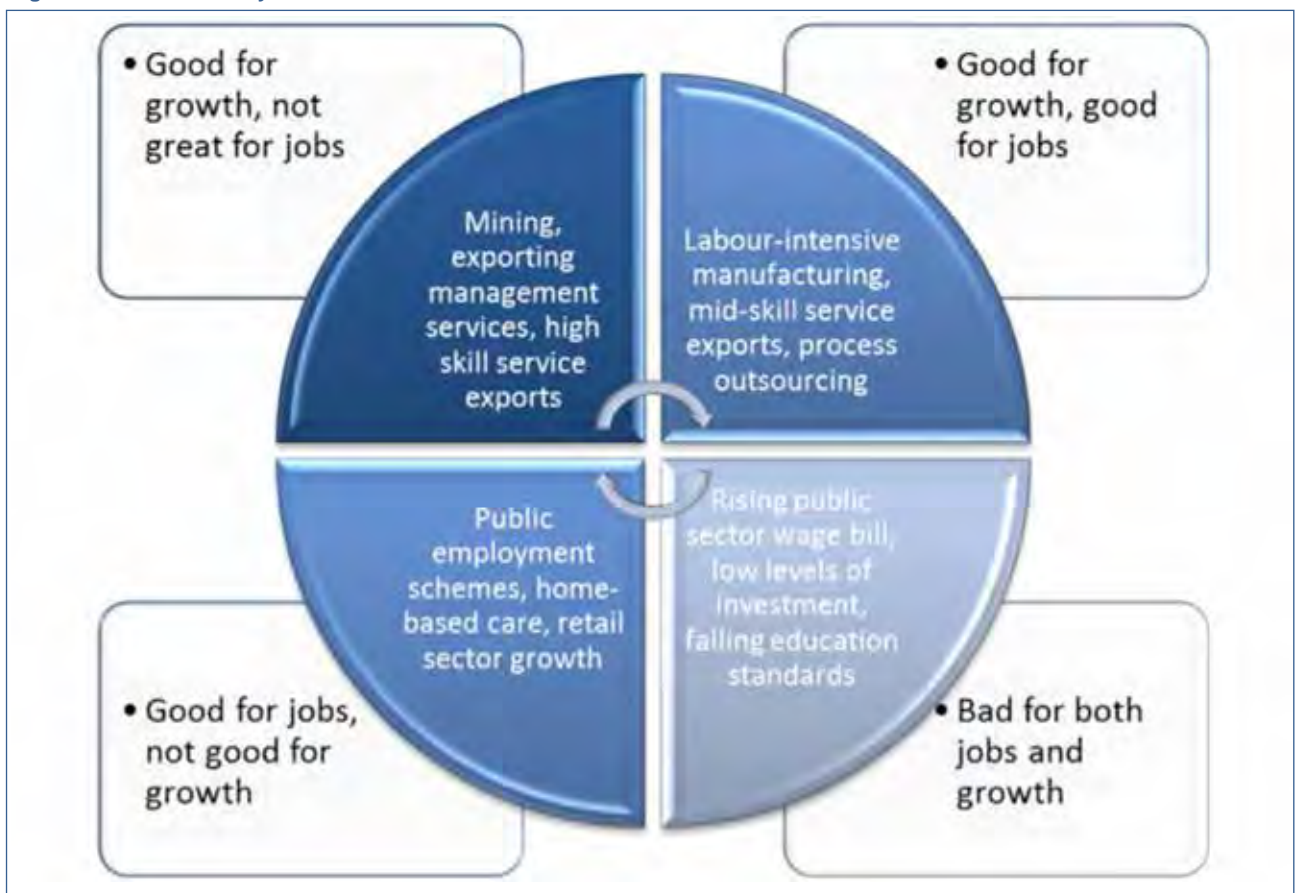 • Good for
growth, not
great for jobs
• Good for
growth, good
for jobs
Mining,
exporting
management
services, high
skill service
exports
Labour-intensive
manufacturing,
mid-skill service
exports, process
outsourcing
Public
employment
schemes, home-
based care, retail
sector growth
Rising public
sector wage bill,
low levels of
investment,
falling education
standards
• Good for jobs,
not good for
growth
• Bad for both
jobs and
growth